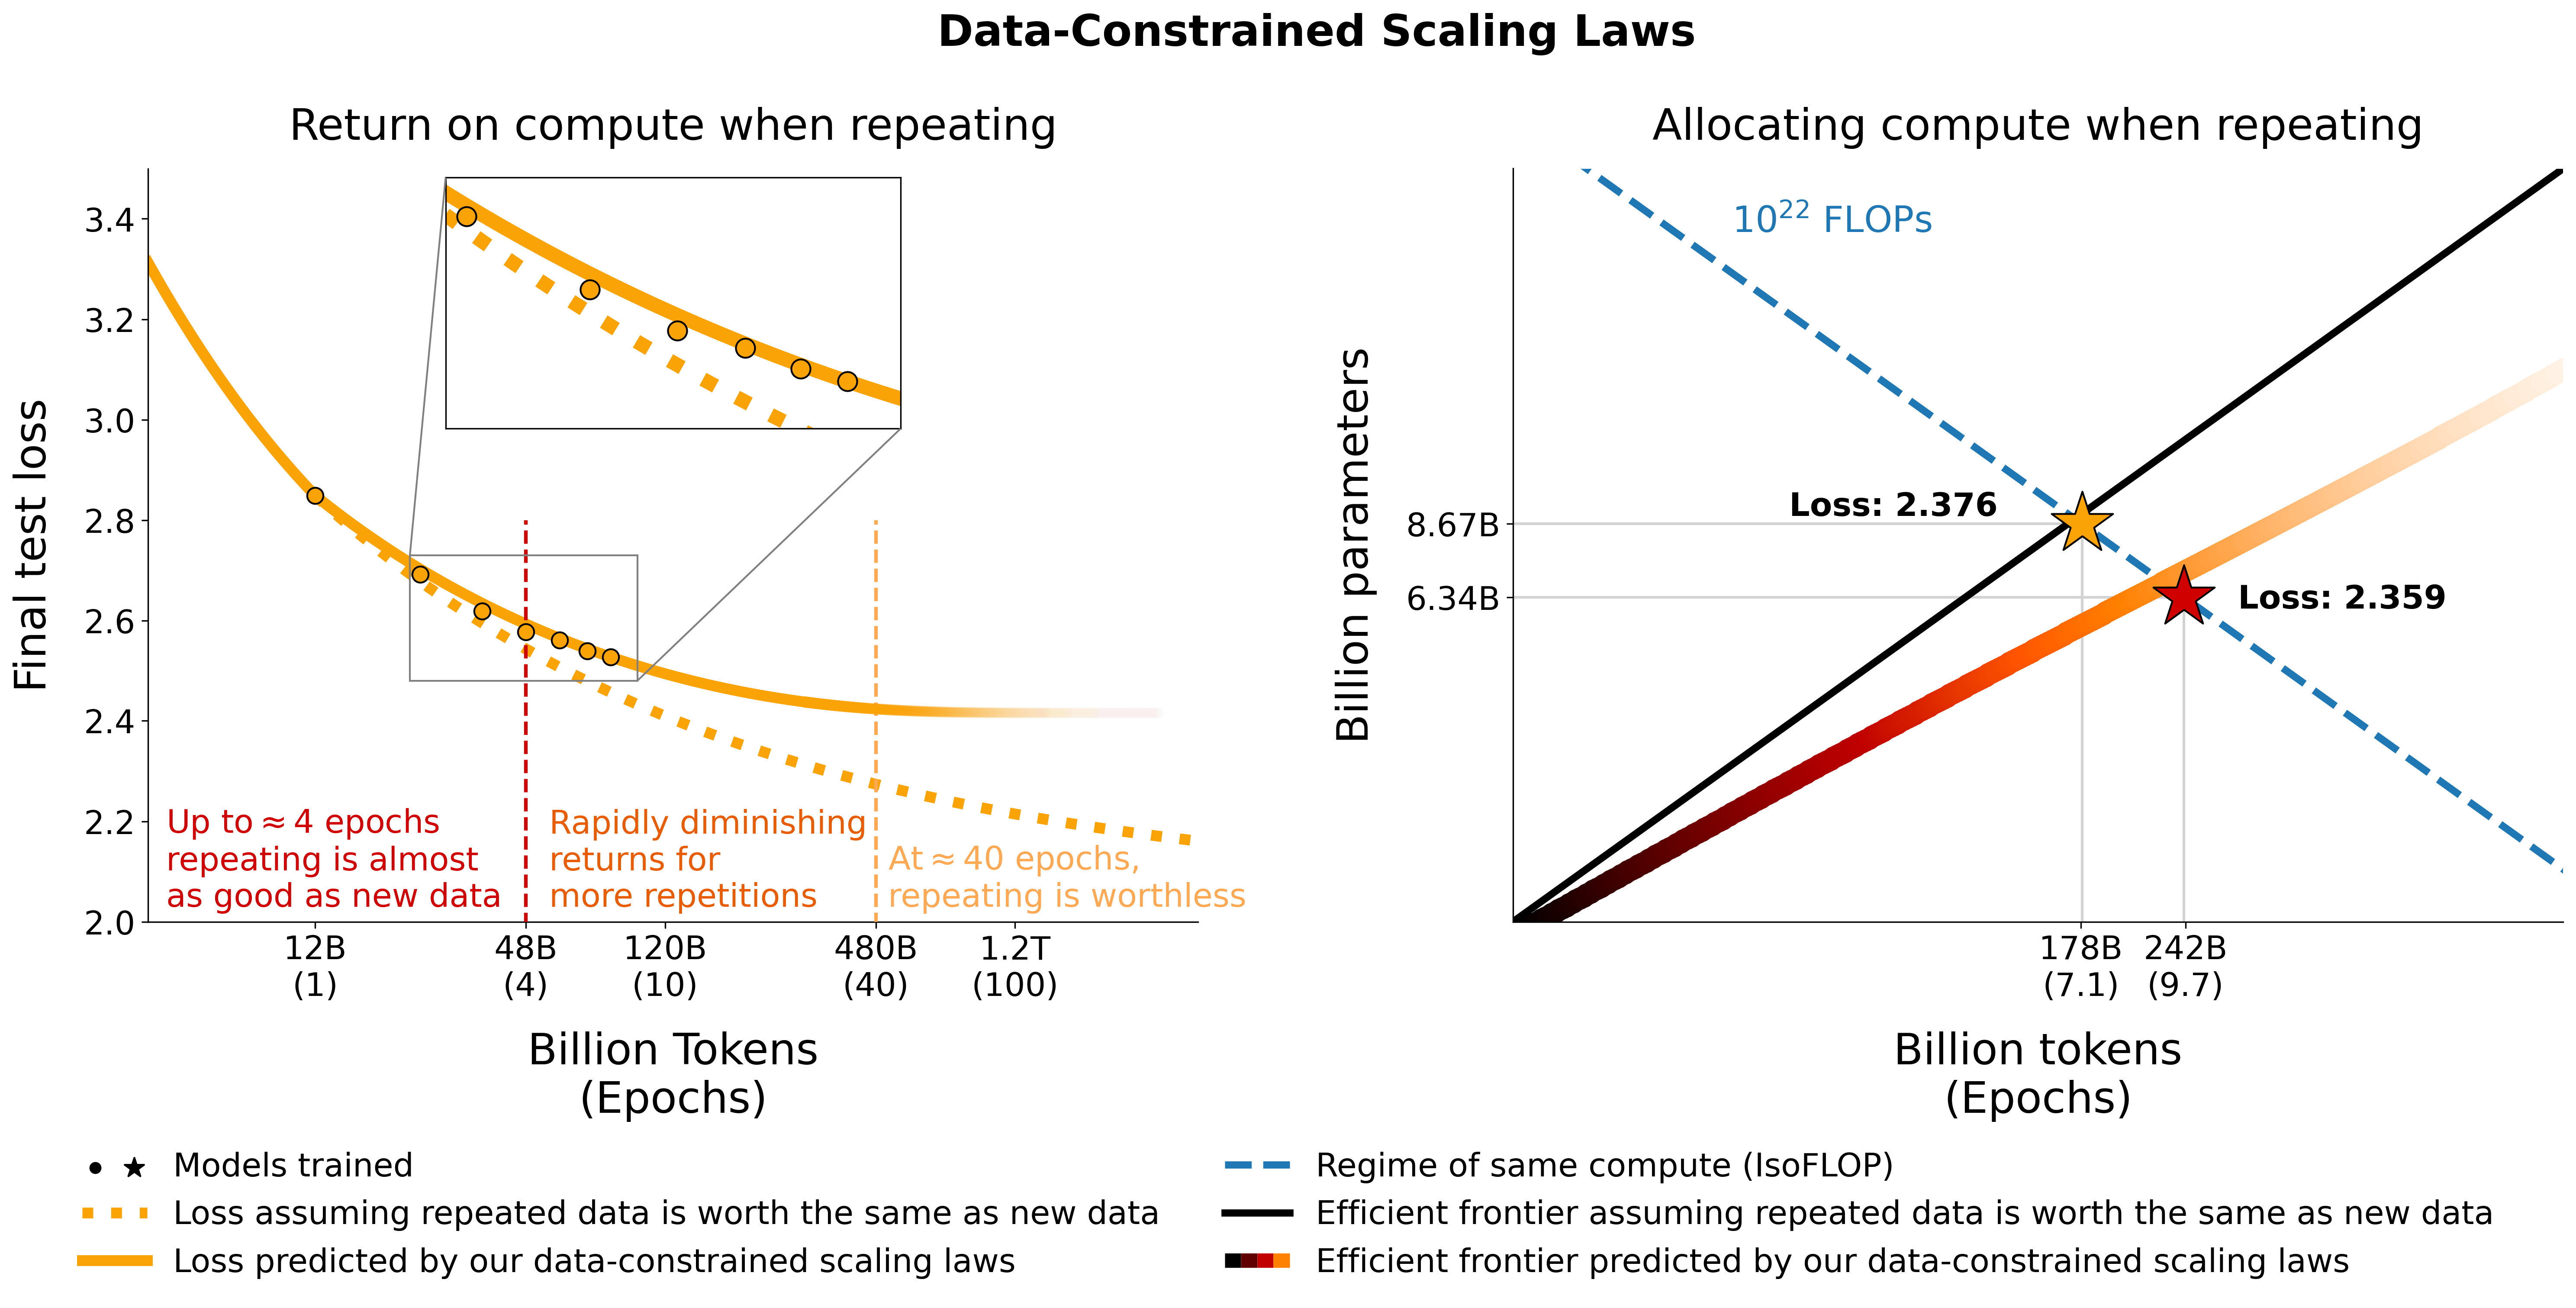 Data-Constrained Scaling Laws
Return on compute when repeating
Final test loss
3.4
3.2
3.0
2.8
2.6
2.4
2.2
2.0
Up to ≈ 4 epochs
repeating is almost
as good as new data
Rapidly diminishing
returns for
more repetitions
At ≈ 40 epochs,
repeating is worthless
12B 48B 120B 480B 1.2T
(1) (4) (10) (40) (100)
Billion Tokens
(Epochs)
Allocating compute when repeating
Billion parameters
10²² FLOPs
Loss: 2.376
8.67B
6.34B
Loss: 2.359
178B 242B
(7.1) (9.7)
Billion tokens
(Epochs)
Models trained
Loss assuming repeated data is worth the same as new data
Loss predicted by our data-constrained scaling laws
Regime of same compute (IsoFLOP)
Efficient frontier assuming repeated data is worth the same as new data
Efficient frontier predicted by our data-constrained scaling laws